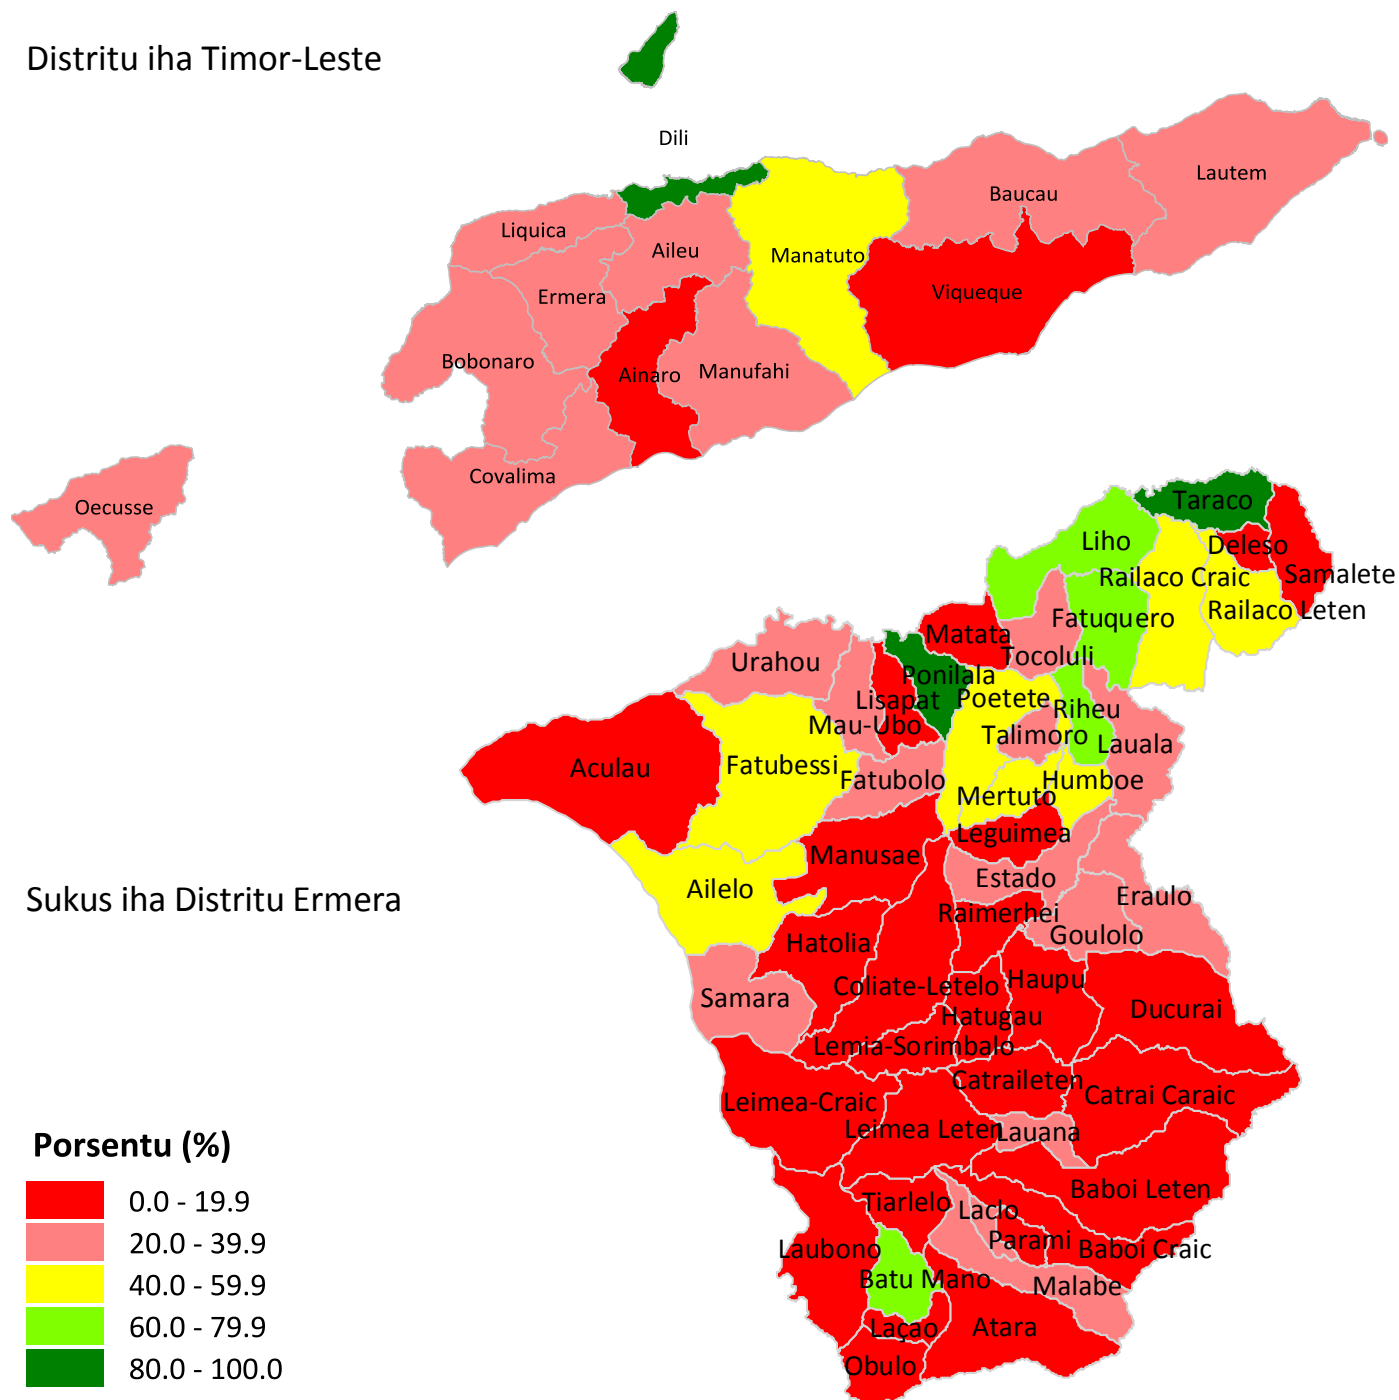 Distritu iha Timor-Leste
Dili
Lautem
Baucau
Liquica
Aileu
Manatuto
Viqueque
Ermera
Bobonaro
Ainaro
Manufahi
Covalima
Oecusse
Taraco
Liho
Deleso
Railaco Craic
Samalete
Railaco Leten
Fatuquero
Matata
Tocoluli
Urahou
Ponilala
Lisapat
Poetete
Riheu
Mau-Ubo
Talimoro
Lauala
Aculau
Fatubessi
Fatubolo
Humboe
Mertuto
Leguimea
Manusae
Estado
Ailelo
Sukus iha Distritu Ermera
Eraulo
Raimerhei
Goulolo
Hatolia
Haupu
Coliate-Letelo
Samara
Ducurai
Hatugau
Lemia-Sorimbalo
Catraileten
Catrai Caraic
Leimea-Craic
Leimea Leten
Lauana
Baboi Leten
Tiarlelo
Laclo
Parami
Laubono
Baboi Craic
Batu Mano
Malabe
Laçao
Atara
Obulo
Porsentu (%)
0.0 - 19.9
20.0 - 39.9
40.0 - 59.9
60.0 - 79.9
80.0 - 100.0